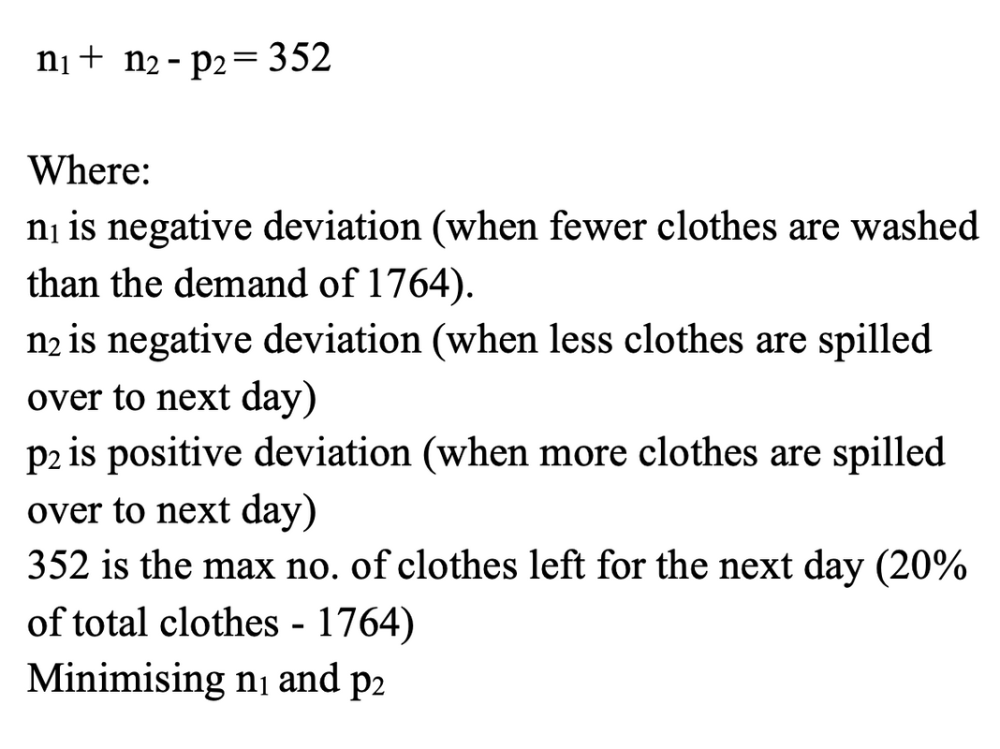 n₁ + n₂ - p₂ = 352
Where:
n₁ is negative deviation (when fewer clothes are washed
than the demand of 1764).
n₂ is negative deviation (when less clothes are spilled
over to next day)
p₂ is positive deviation (when more clothes are spilled
over to next day)
352 is the max no. of clothes left for the next day (20%
of total clothes - 1764)
Minimising n₁ and p₂